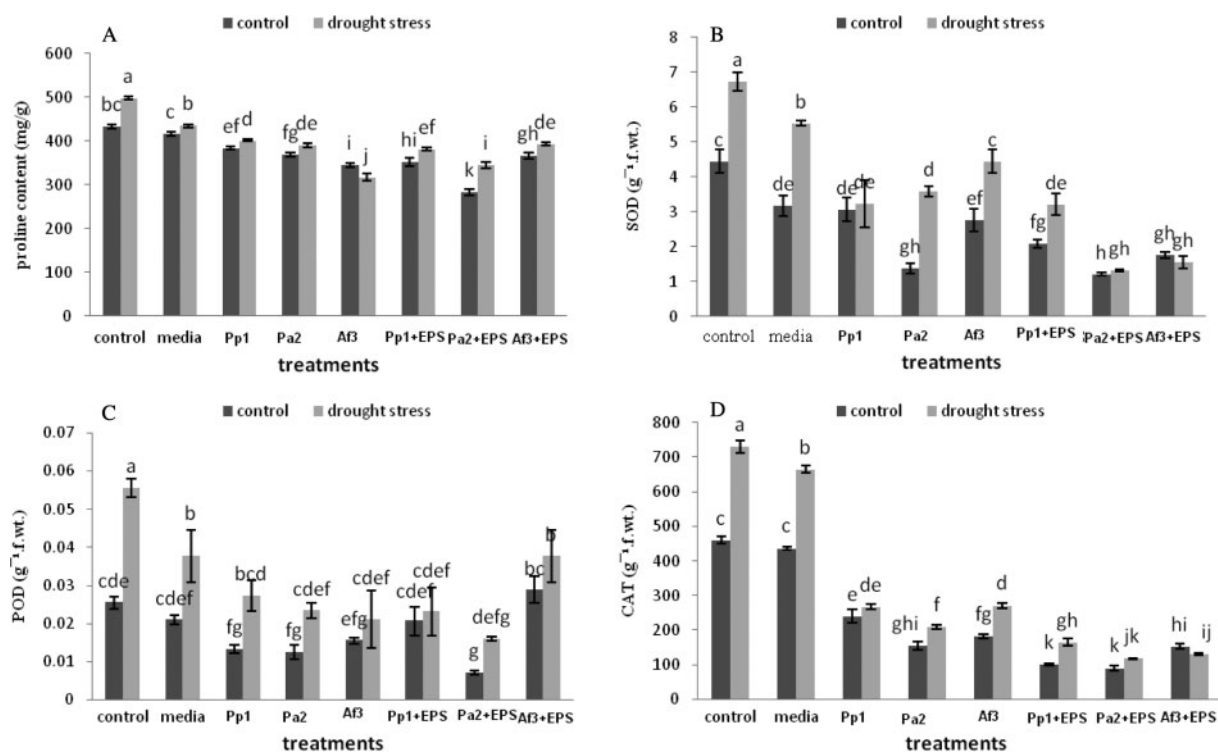 A
control drought stress
proline content (mg/g)
600
500
400
300
200
100
0
bc a c b ef d fg de i j hi ef k i gh de
control media Pp1 Pa2 Af3 Pp1+EPS Pa2+EPS Af3+EPS
treatments
B
control drought stress
SOD (g⁻¹.f.wt.)
8
7
6
5
4
3
2
1
0
c a de b de de gh d ef c fg de h gh gh gh
control media Pp1 Pa2 Af3 Pp1+EPS Pa2+EPS Af3+EPS
treatments
C
control drought stress
POD (g⁻¹.f.wt.)
0.07
0.06
0.05
0.04
0.03
0.02
0.01
0
cde a cdef b fg bcd fg cdef efg cdef cdef cdef g defg bc b
control media Pp1 Pa2 Af3 Pp1+EPS Pa2+EPS Af3+EPS
treatments
D
control drought stress
CAT (g⁻¹.f.wt.)
800
700
600
500
400
300
200
100
0
c a c b e de ghi f fg d k gh k jk hi ij
control media Pp1 Pa2 Af3 Pp1+EPS Pa2+EPS Af3+EPS
treatments